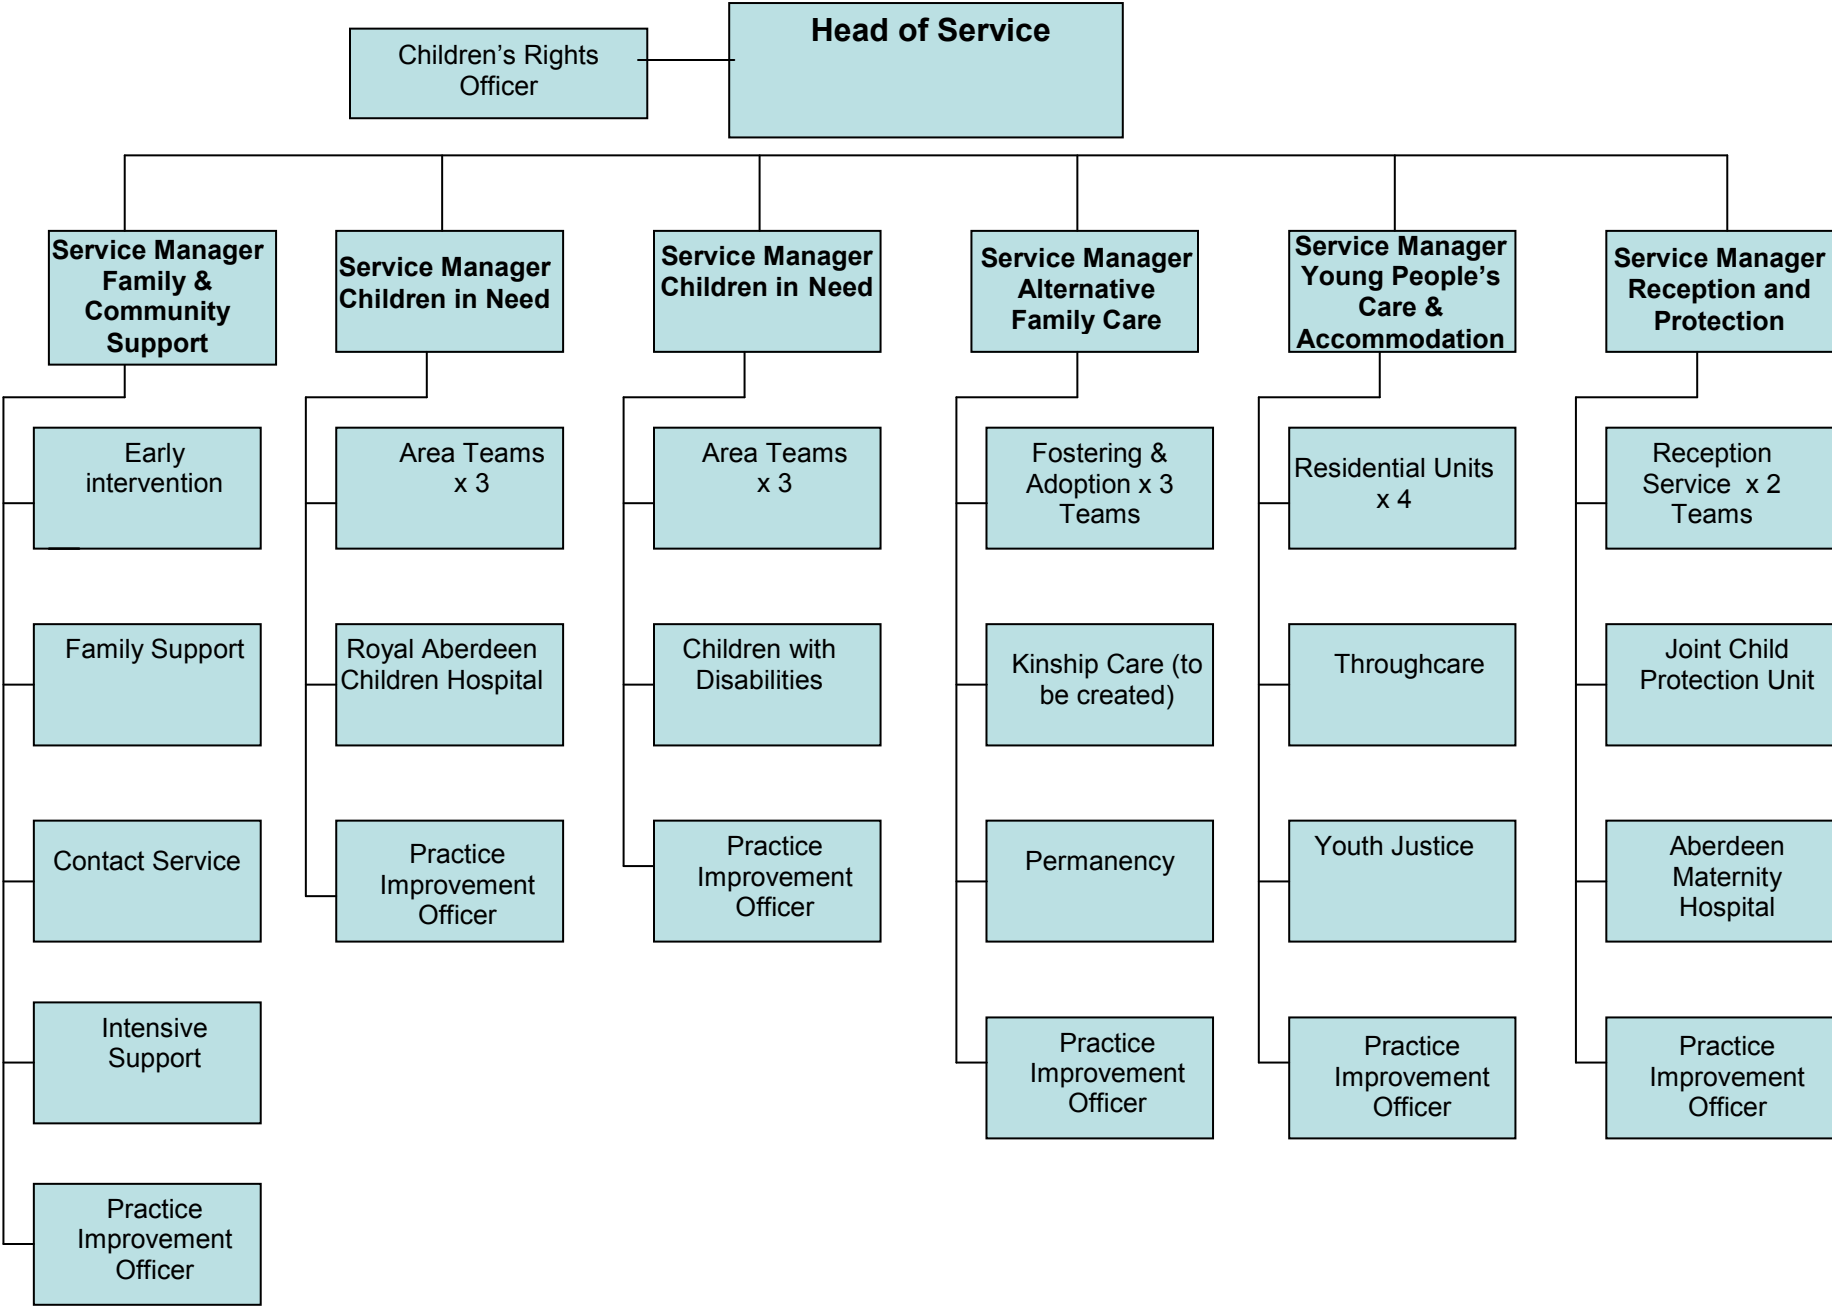 Head of Service
Children’s Rights
Officer
Service Manager
Family &
Community
Support
Service Manager
Children in Need
Service Manager
Children in Need
Service Manager
Alternative
Family Care
Service Manager
Young People’s
Care &
Accommodation
Service Manager
Reception and
Protection
Early
intervention
Area Teams
x 3
Area Teams
x 3
Fostering &
Adoption x 3
Teams
Residential Units
x 4
Reception
Service x 2
Teams
Family Support
Royal Aberdeen
Children Hospital
Children with
Disabilities
Kinship Care (to
be created)
Throughcare
Joint Child
Protection Unit
Contact Service
Practice
Improvement
Officer
Practice
Improvement
Officer
Permanency
Youth Justice
Aberdeen
Maternity
Hospital
Intensive
Support
Practice
Improvement
Officer
Practice
Improvement
Officer
Practice
Improvement
Officer
Practice
Improvement
Officer